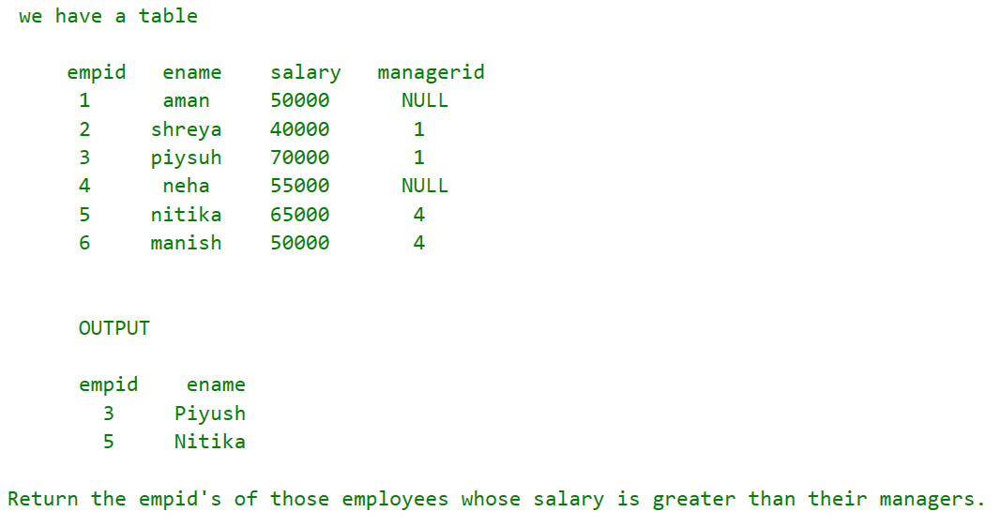 we have a table
empid ename salary managerid
1 aman 50000 NULL
2 shreya 40000 1
3 piysuh 70000 1
4 neha 55000 NULL
5 nitika 65000 4
6 manish 50000 4
OUTPUT
empid ename
3 Piyush
5 Nitika
Return the empid's of those employees whose salary is greater than their managers.